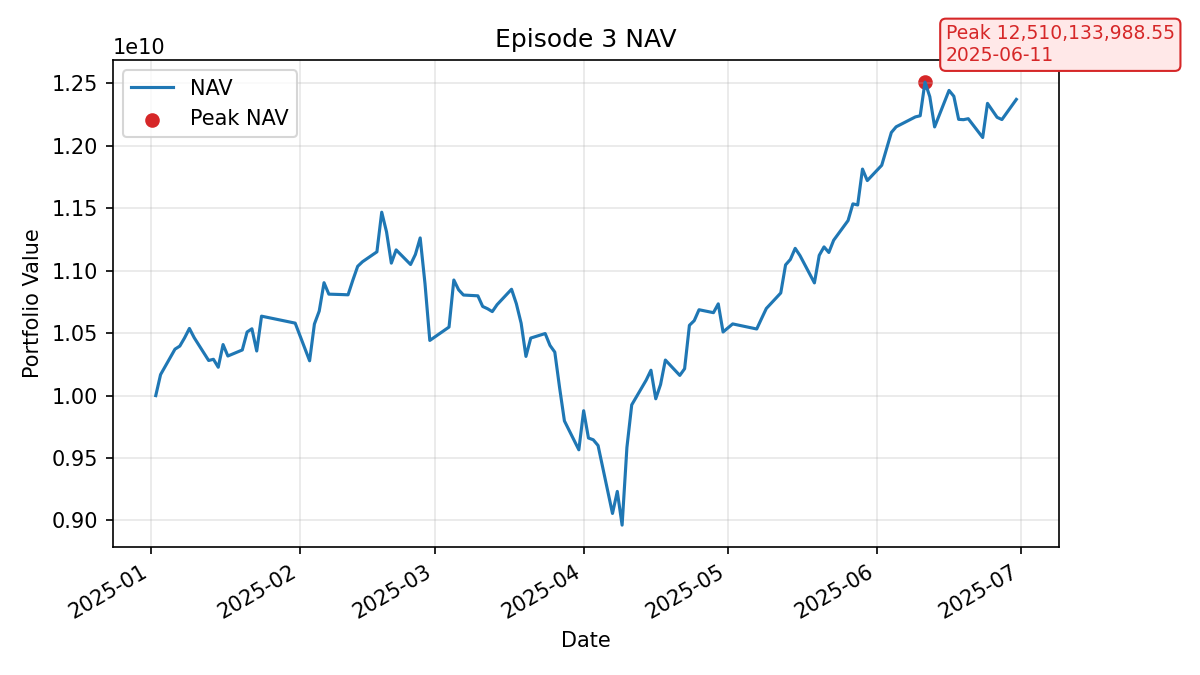 Episode 3 NAV
Peak 12,510,133,988.55
2025-06-11
1e10
NAV
Peak NAV
1.25
1.20
1.15
1.10
1.05
1.00
0.95
0.90
Portfolio Value
2025-01
2025-02
2025-03
2025-04
2025-05
2025-06
2025-07
Date